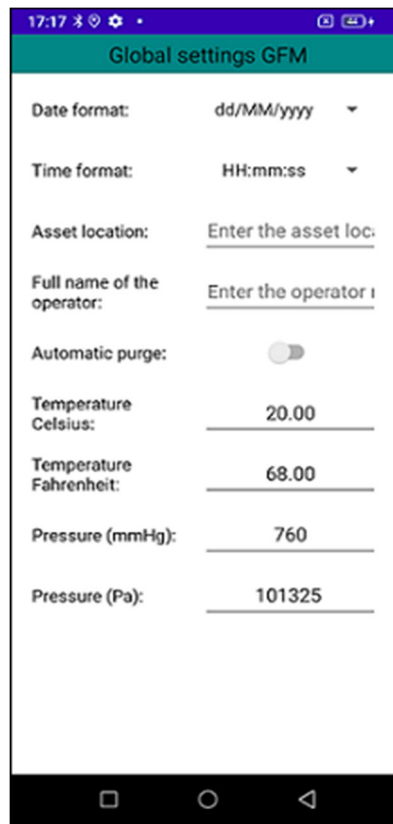 17:17 44
Global settings GFM
Date format: dd/MM/yyyy
Time format: HH:mm:ss
Asset location: Enter the asset loc
Full name of the
operator: Enter the operator
Automatic purge:
Temperature
Celsius: 20.00
Temperature
Fahrenheit: 68.00
Pressure (mmHg): 760
Pressure (Pa): 101325